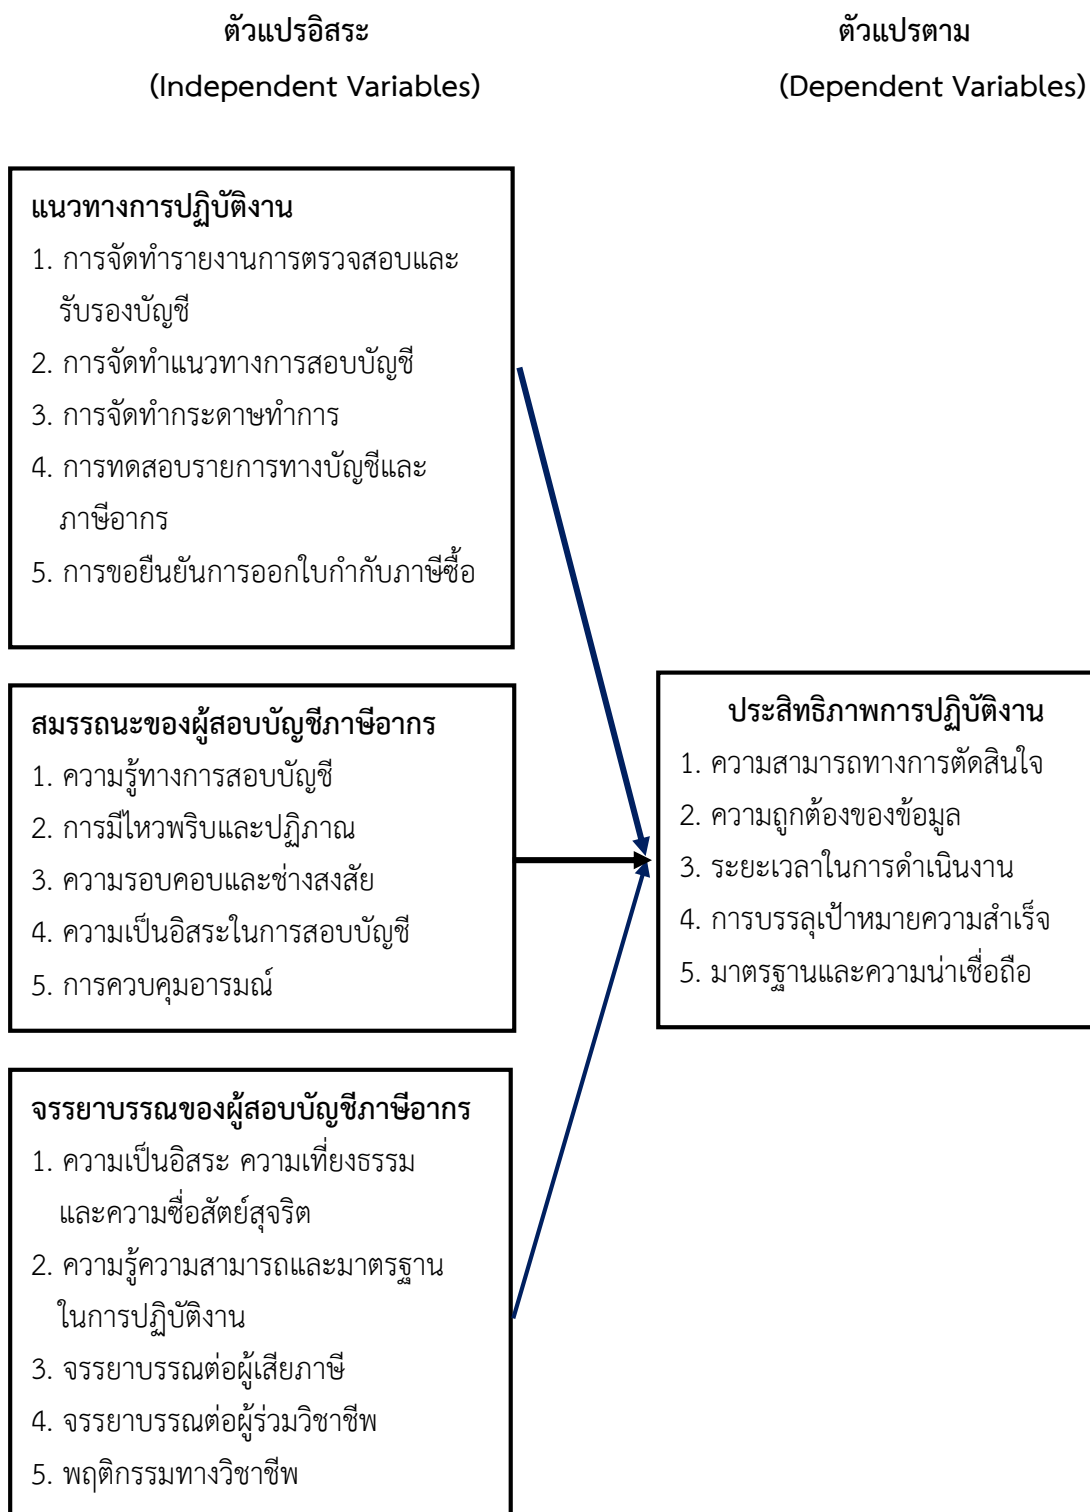 ตัวแปรอิสระ
(Independent Variables)
ตัวแปรตาม
(Dependent Variables)
แนวทางการปฏิบัติงาน
1. การจัดทำรายงานการตรวจสอบและ
รับรองบัญชี
2. การจัดทำแนวทางการสอบบัญชี
3. การจัดทำกระดาษทำการ
4. การทดสอบรายการทางบัญชีและ
ภาษีอากร
5. การขอยืนยันการออกใบกำกับภาษีซื้อ
สมรรถนะของผู้สอบบัญชีภาษีอากร
1. ความรู้ทางการสอบบัญชี
2. การมีไหวพริบและปฏิภาณ
3. ความรอบคอบและช่างสงสัย
4. ความเป็นอิสระในการสอบบัญชี
5. การควบคุมอารมณ์
จรรยาบรรณของผู้สอบบัญชีภาษีอากร
1. ความเป็นอิสระ ความเที่ยงธรรม
และความซื่อสัตย์สุจริต
2. ความรู้ความสามารถและมาตรฐาน
ในการปฏิบัติงาน
3. จรรยาบรรณต่อผู้เสียภาษี
4. จรรยาบรรณต่อผู้ร่วมวิชาชีพ
5. พฤติกรรมทางวิชาชีพ
ประสิทธิภาพการปฏิบัติงาน
1. ความสามารถทางการตัดสินใจ
2. ความถูกต้องของข้อมูล
3. ระยะเวลาในการดำเนินงาน
4. การบรรลุเป้าหมายความสำเร็จ
5. มาตรฐานและความน่าเชื่อถือ